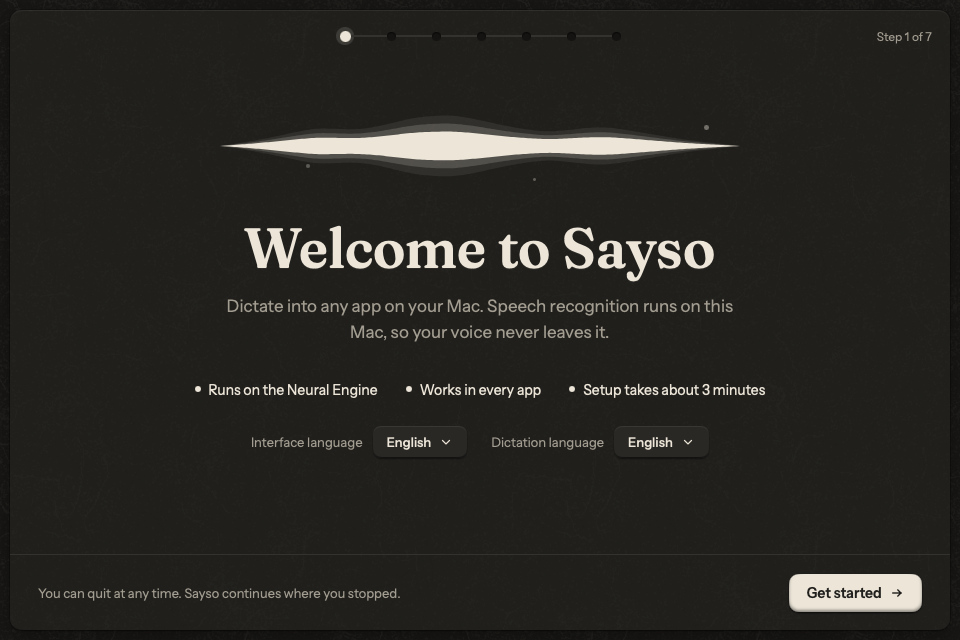 Step 1 of 7
Welcome to Sayso
Dictate into any app on your Mac. Speech recognition runs on this
Mac, so your voice never leaves it.
Runs on the Neural Engine
Works in every app
Setup takes about 3 minutes
Interface language
English
Dictation language
English
You can quit at any time. Sayso continues where you stopped.
Get started